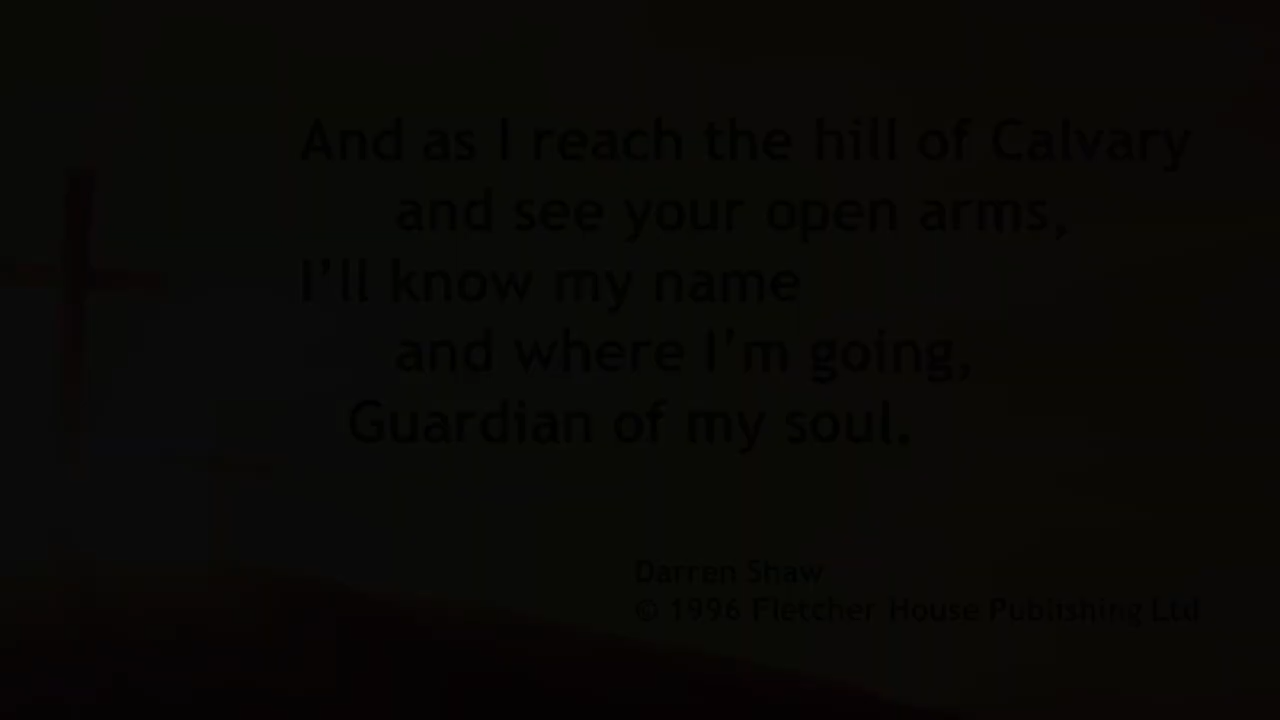 And as I reach the hill of Calvary
and see your open arms,
I’ll know my name
and where I’m going,
Guardian of my soul.
Darren Shaw
© 1996 Fletcher House Publishing Ltd